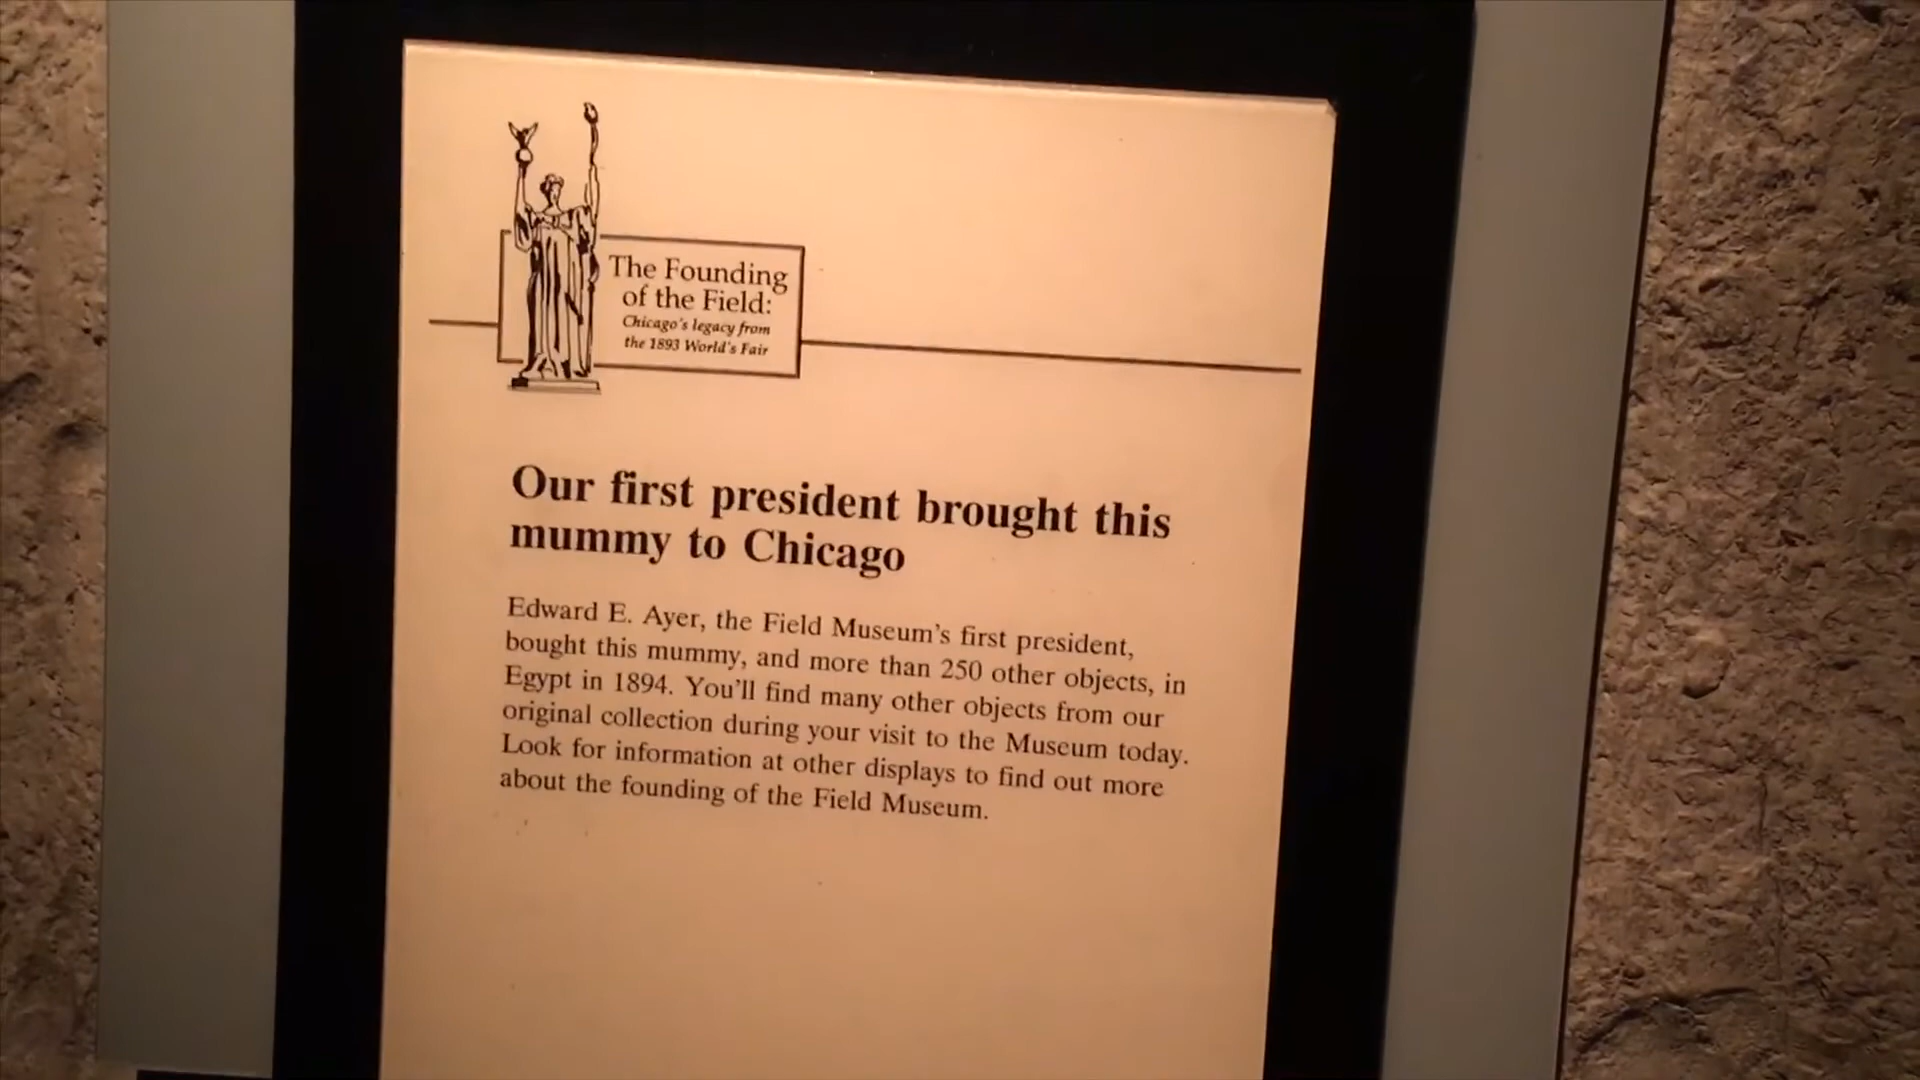 The Founding
of the Field:
Chicago's legacy from
the 1893 World's Fair
Our first president brought this
mummy to Chicago
Edward E. Ayer, the Field Museum's first president,
bought this mummy, and more than 250 other objects, in
Egypt in 1894. You'll find many other objects from our
original collection during your visit to the Museum today.
Look for information at other displays to find out more
about the founding of the Field Museum.